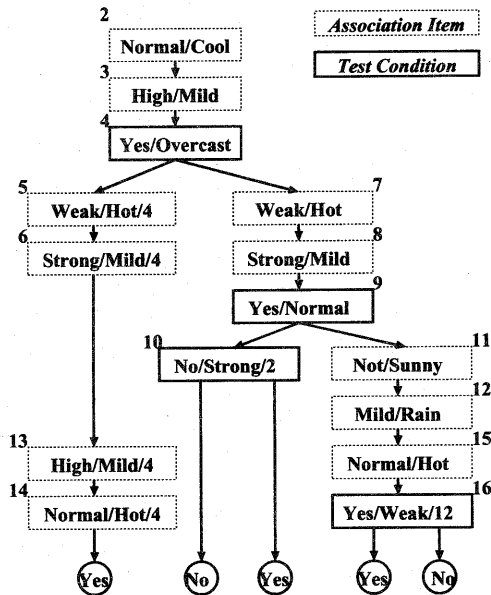 2
Association Item
Normal/Cool
Test Condition
3
High/Mild
4
Yes/Overcast
5
7
Weak/Hot/4
Weak/Hot
6
8
Strong/Mild/4
Strong/Mild
9
Yes/Normal
10
11
No/Strong/2
Not/Sunny
12
Mild/Rain
13
15
High/Mild/4
Normal/Hot
14
16
Normal/Hot/4
Yes/Weak/12
Yes
No
Yes
Yes
No